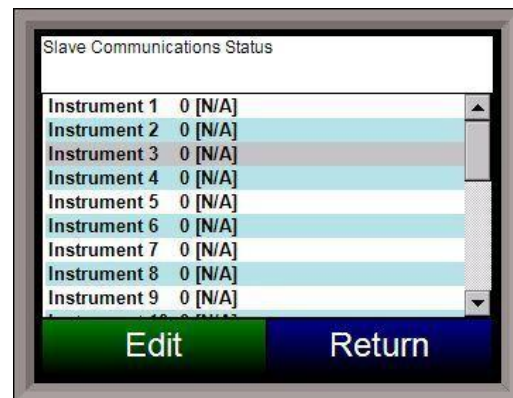 Slave Communications Status
Instrument 1 0 [N/A]
Instrument 2 0 [N/A]
Instrument 3 0 [N/A]
Instrument 4 0 [N/A]
Instrument 5 0 [N/A]
Instrument 6 0 [N/A]
Instrument 7 0 [N/A]
Instrument 8 0 [N/A]
Instrument 9 0 [N/A]
Edit Return